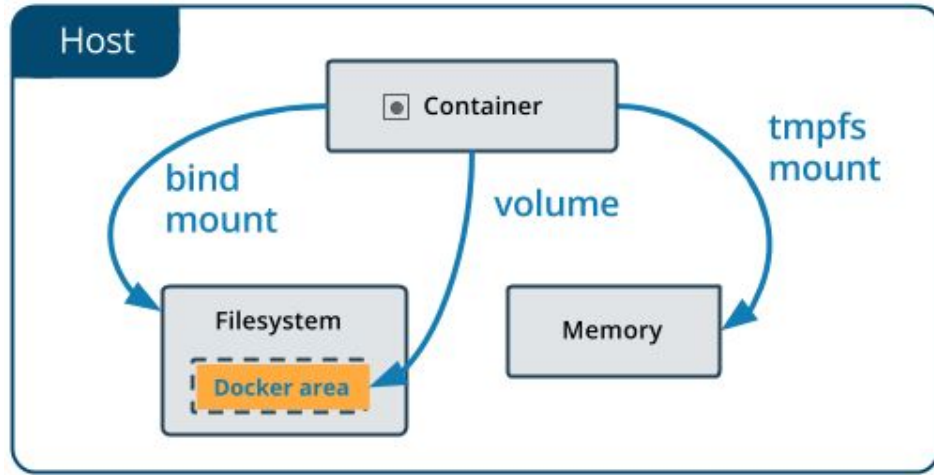 Host
Container
bind
mount
volume
tmpfs
mount
Filesystem
Docker area
Memory